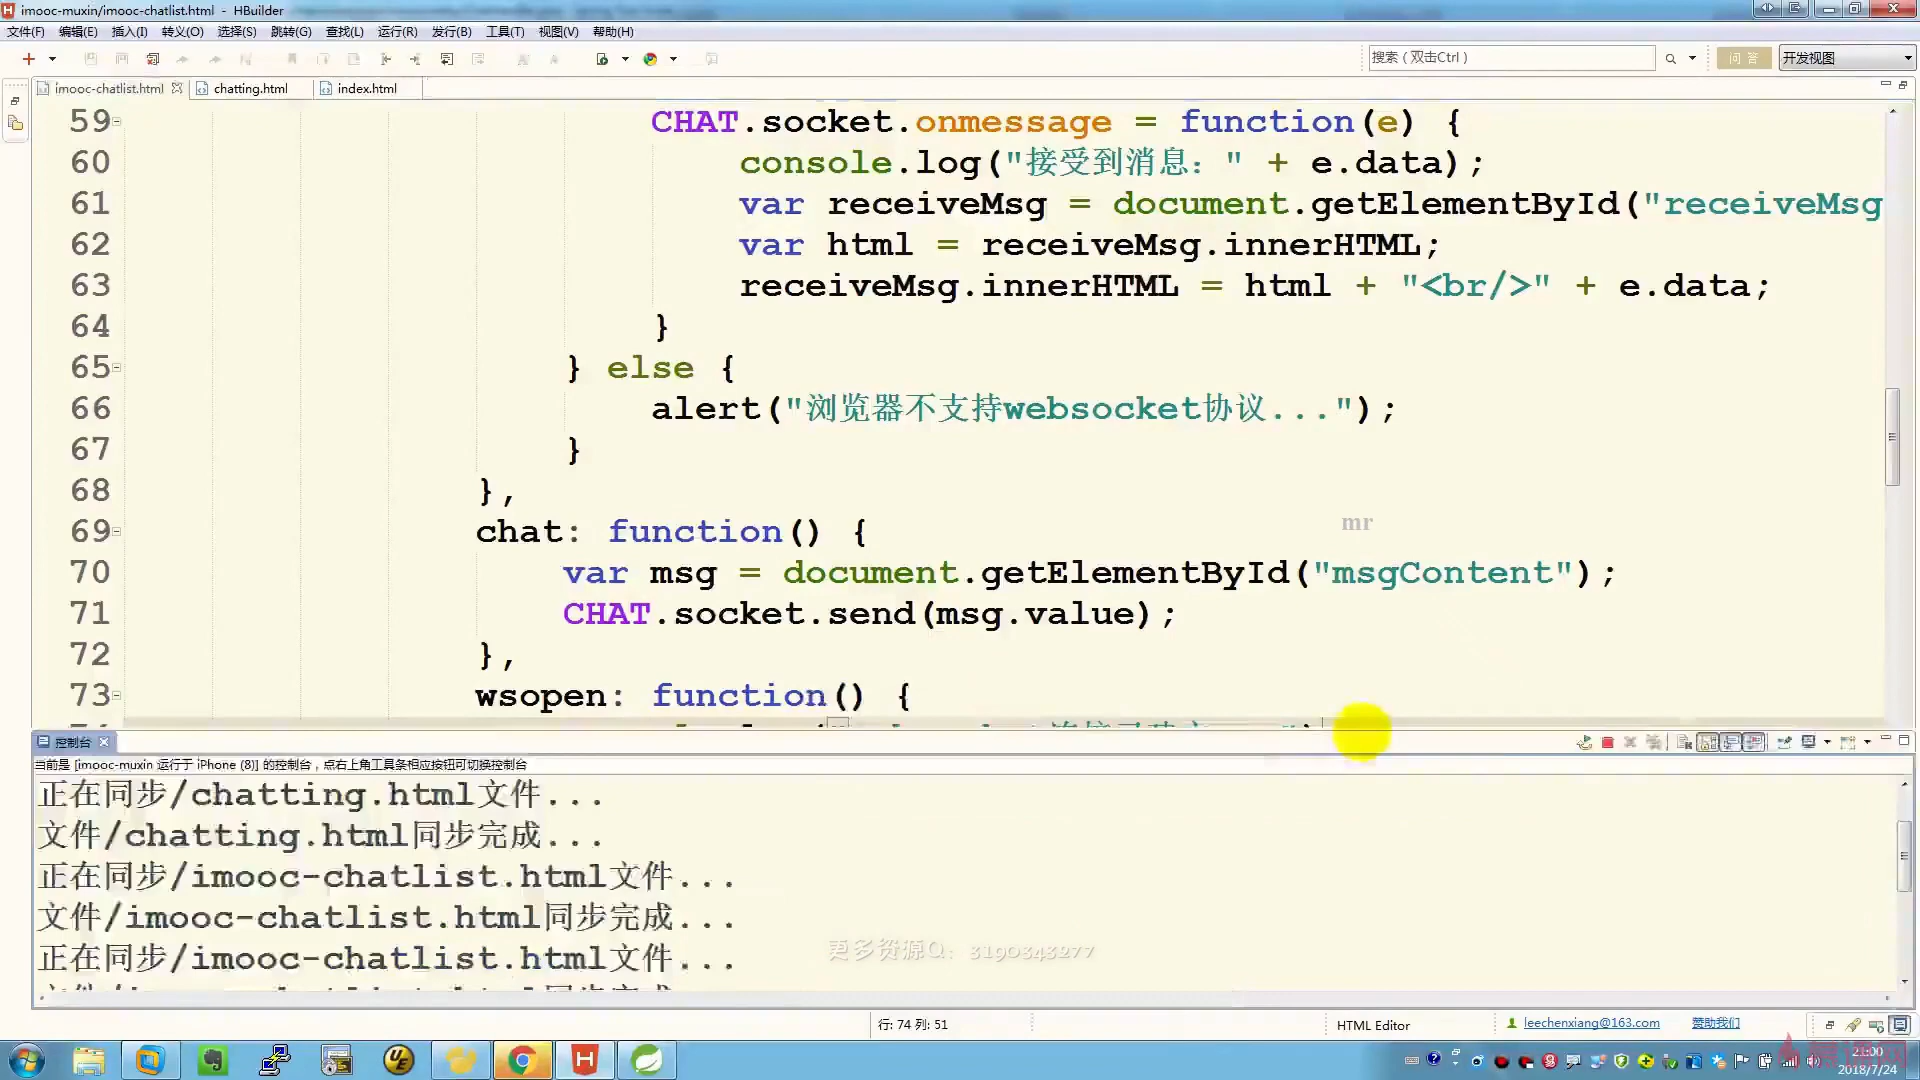 imooc-muxin/imooc-chatlist.html - HBuilder
文件(F) 编辑(E) 插入(I) 转义(O) 选择(S) 跳转(G) 查找(L) 运行(R) 发行(B) 工具(T) 视图(V) 帮助(H)
搜索(双击Ctrl) 问答 开发视图
imooc-chatlist.html chatting.html index.html
59 CHAT.socket.onmessage = function(e) {
60 console.log("接受到消息：" + e.data);
61 var receiveMsg = document.getElementById("receiveMsg
62 var html = receiveMsg.innerHTML;
63 receiveMsg.innerHTML = html + "<br/>" + e.data;
64 }
65 } else {
66 alert("浏览器不支持websocket协议...");
67 }
68 },
69 chat: function() {
mr
70 var msg = document.getElementById("msgContent");
71 CHAT.socket.send(msg.value);
72 },
73 wsopen: function() {
控制台
当前是 [imooc-muxin 运行于 iPhone (8)] 的控制台，点右上角工具条相应按钮可切换控制台
正在同步/chatting.html文件...
文件/chatting.html同步完成...
正在同步/imooc-chatlist.html文件...
文件/imooc-chatlist.html同步完成...
正在同步/imooc-chatlist.html文件...
更多资源Q：3190343277
行: 74 列: 51 HTML Editor leechenxiang@163.com 赞助我们
21:00
2018/7/24